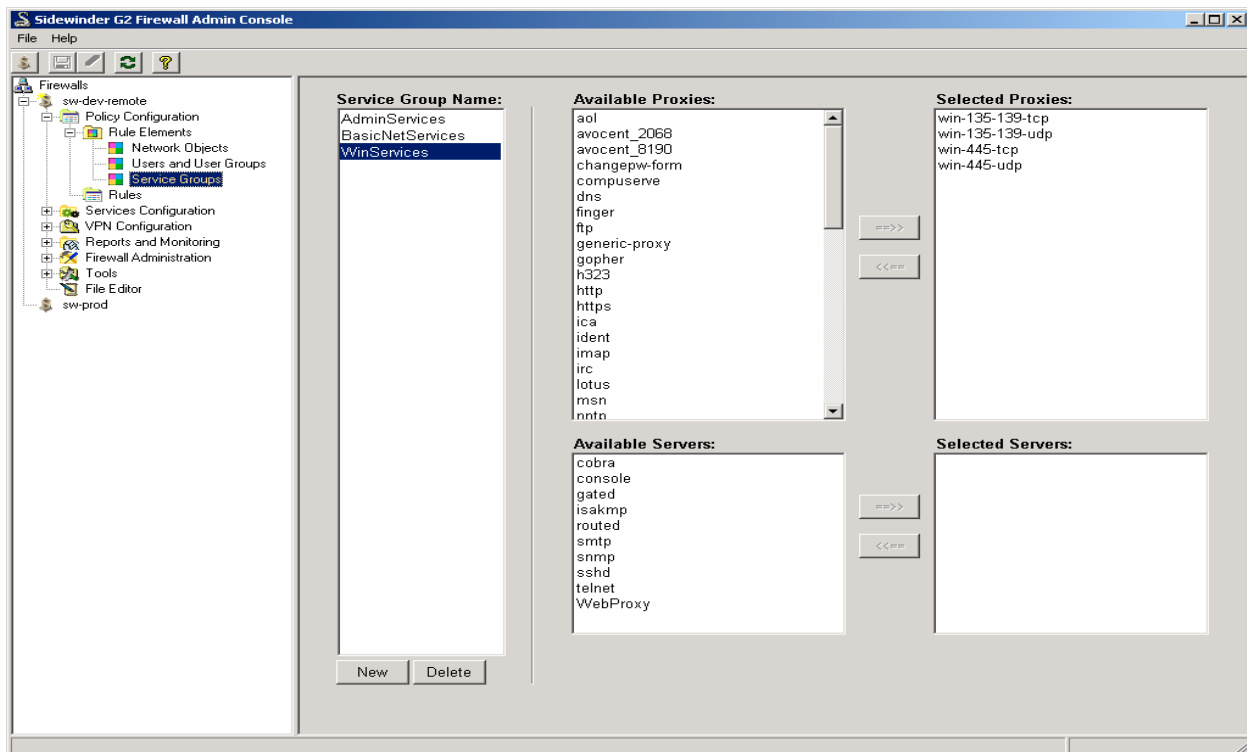 Sidewinder G2 Firewall Admin Console
File Help
Firewalls
sw-dev-remote
Policy Configuration
Rule Elements
Network Objects
Users and User Groups
Service Groups
Rules
Services Configuration
VPN Configuration
Reports and Monitoring
Firewall Administration
Tools
File Editor
sw-prod
Service Group Name:
AdminServices
BasicNetServices
WinServices
New Delete
Available Proxies:
aol
avocent_2068
avocent_8190
changepw-form
compuserve
dns
finger
ftp
generic-proxy
gopher
h323
http
https
ica
ident
imap
irc
lotus
msn
nntp
==>>
<<==
Selected Proxies:
win-135-139-tcp
win-135-139-udp
win-445-tcp
win-445-udp
Available Servers:
cobra
console
gated
isakmp
routed
smtp
snmp
sshd
telnet
WebProxy
==>>
<<==
Selected Servers: